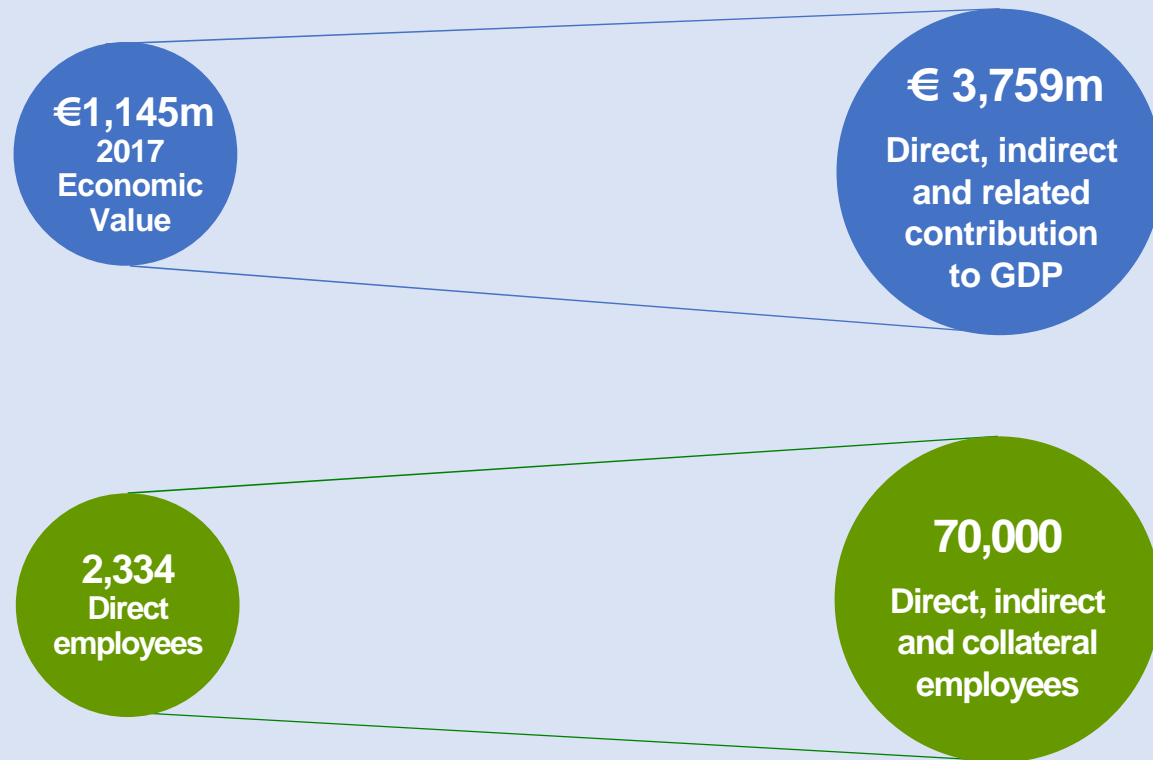 €1,145m
2017
Economic
Value
€ 3,759m
Direct, indirect
and related
contribution
to GDP
2,334
Direct
employees
70,000
Direct, indirect
and collateral
employees